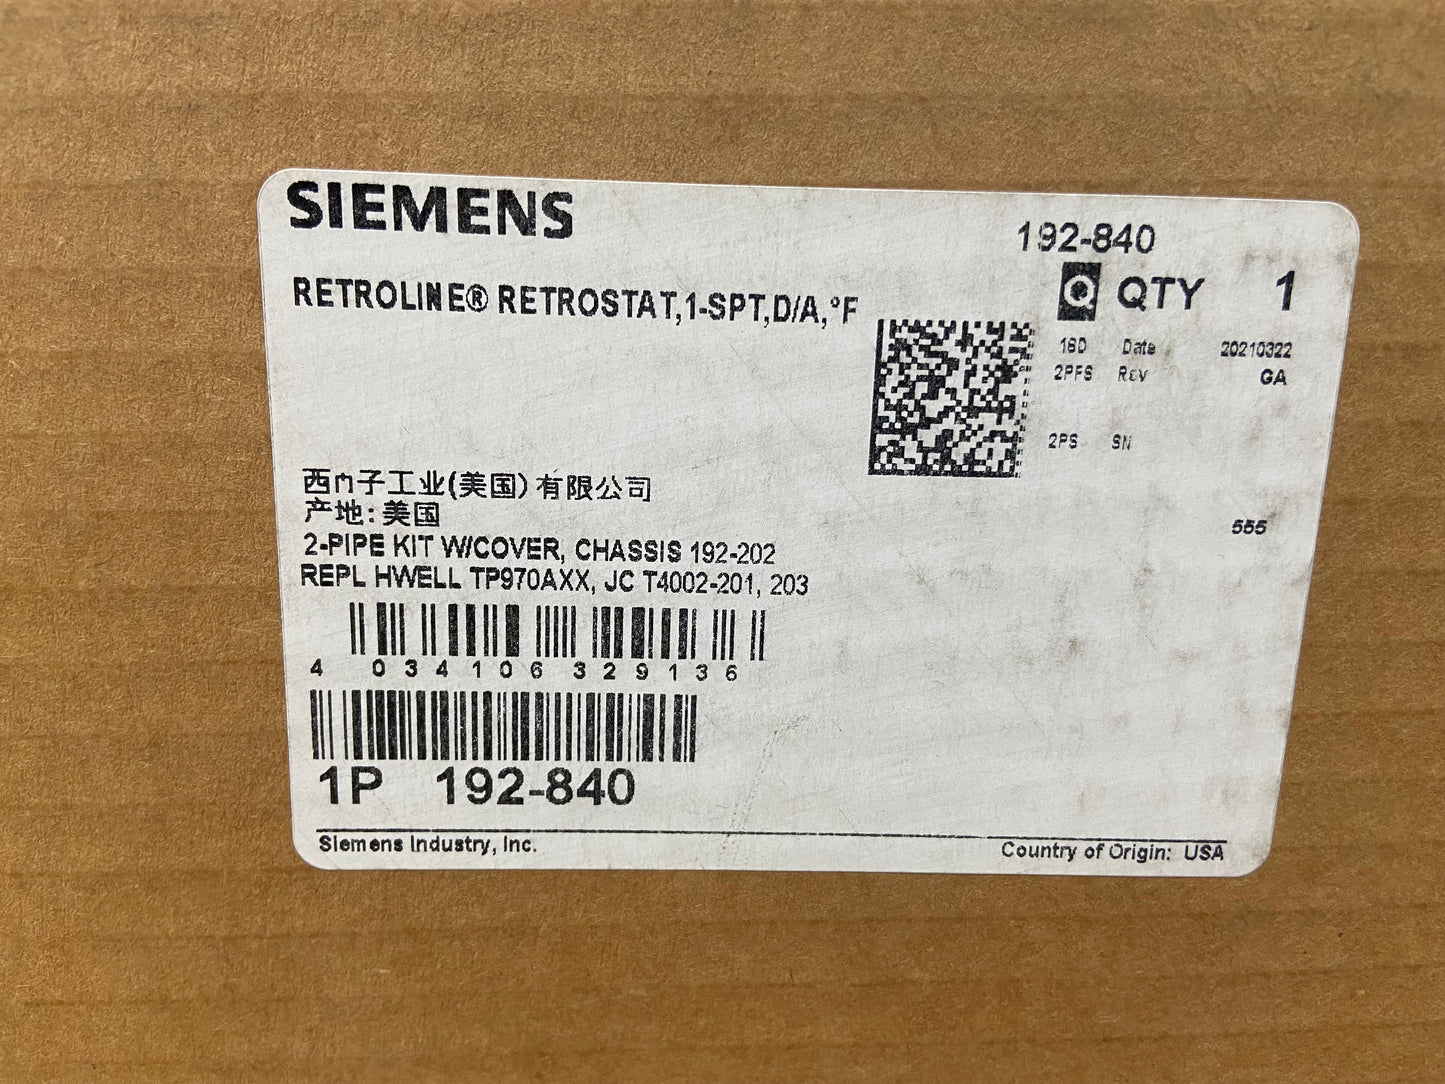 SIEMENS
192-840
RETROLINE® RETROSTAT,1-SPT,D/A,°F
Q QTY 1
16D Date 20210322
2PFS Rev GA
2PS SN
西门子工业(美国)有限公司
产地:美国
555
2-PIPE KIT W/COVER, CHASSIS 192-202
REPL HWELL TP970AXX, JC T4002-201, 203
4 034106 329136
1P 192-840
Siemens Industry, Inc.
Country of Origin: USA